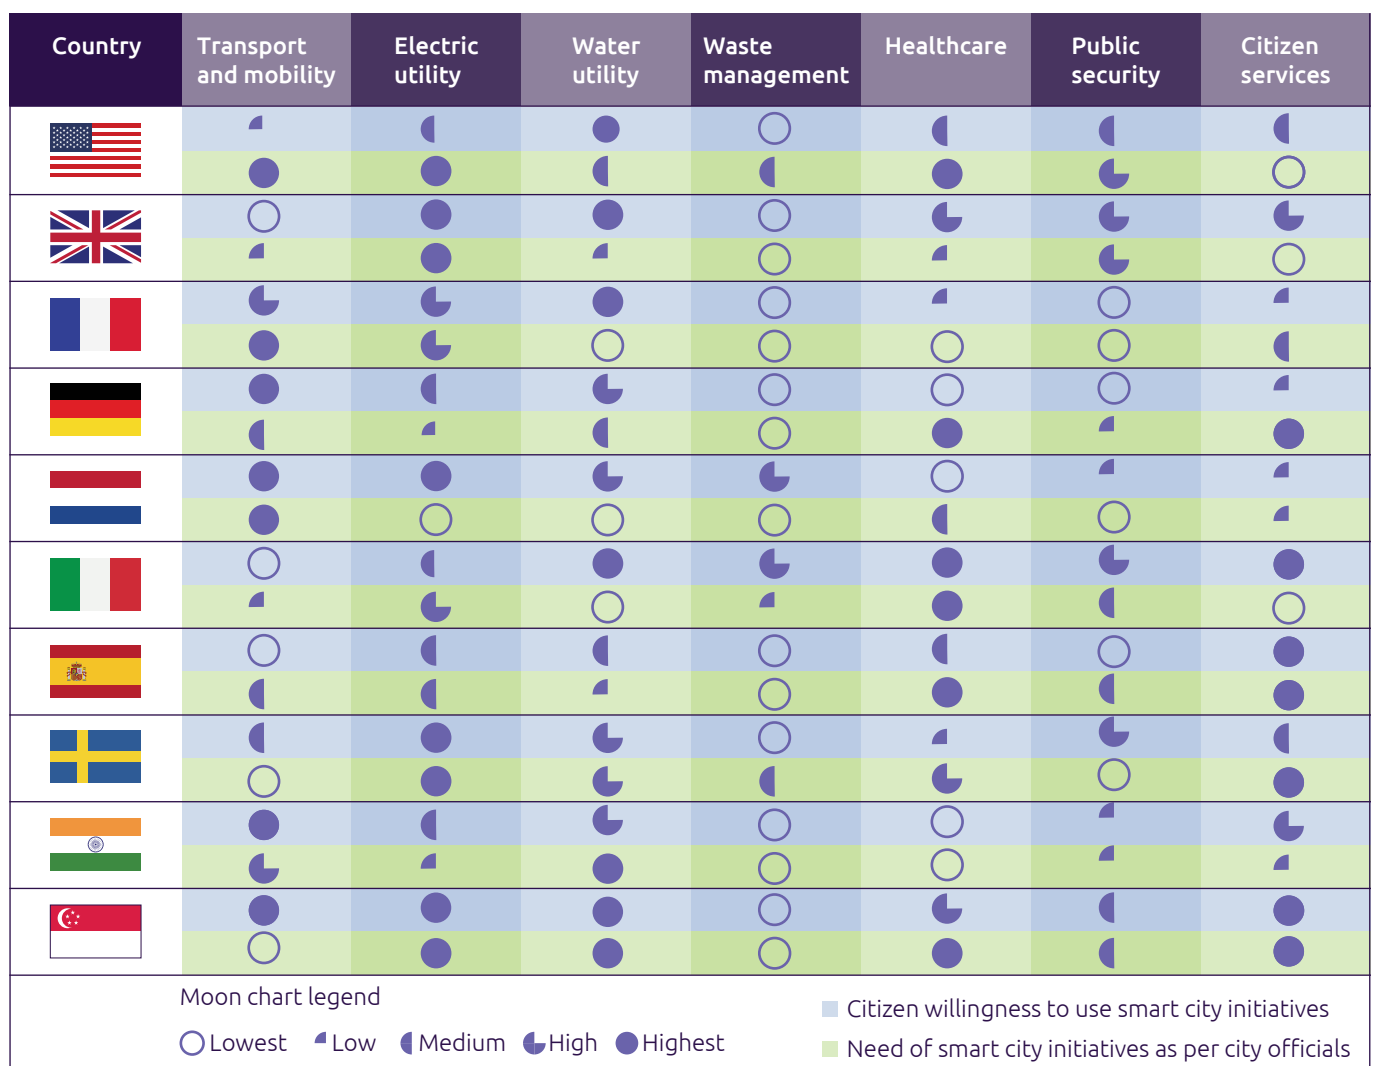 Country
Transport
and mobility
Electric
utility
Water
utility
Waste
management
Healthcare
Public
security
Citizen
services
Moon chart legend
Lowest
Low
Medium
High
Highest
Citizen willingness to use smart city initiatives
Need of smart city initiatives as per city officials